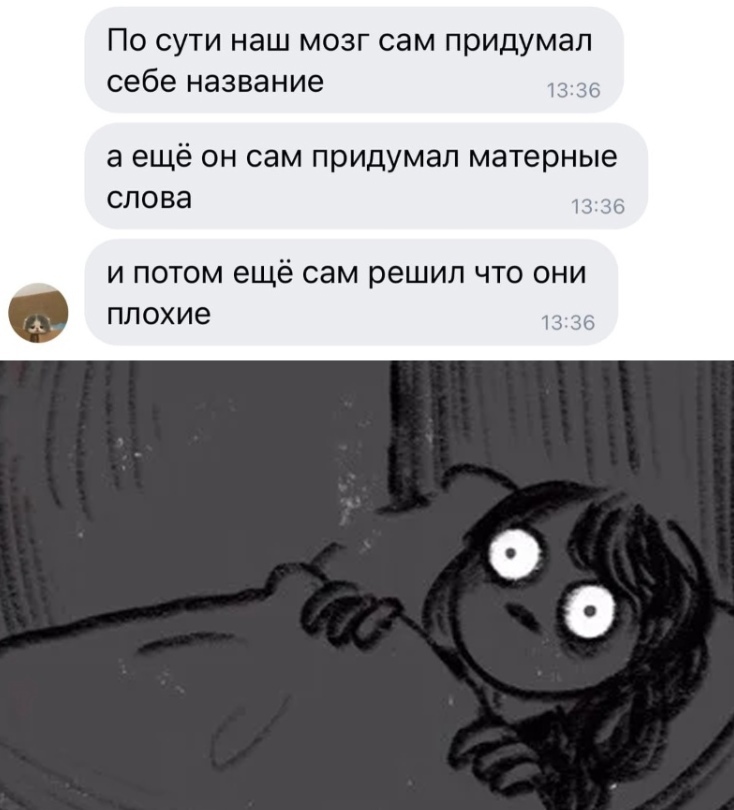 По сути наш мозг сам придумал
себе название
13:36
а ещё он сам придумал матерные
слова
13:36
и потом ещё сам решил что они
плохие
13:36